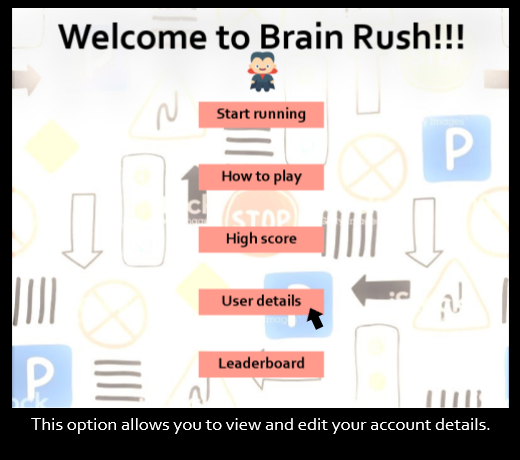 Welcome to Brain Rush!!!
Start running
How to play
P
STOP
High score
User details
P
P
Leaderboard
This option allows you to view and edit your account details.